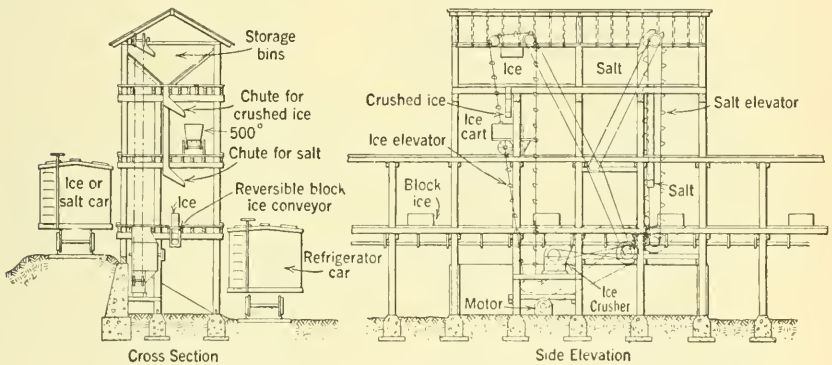 Storage
bins
Chute for
crushed ice
500°
Chute for salt
Ice or
salt car
Ice
Reversible block
ice conveyor
Refrigerator
car
Cross Section
Ice
Salt
Crushed ice
Ice
cart
Ice elevator
Salt elevator
Block
ice
Salt
Motor
Ice
Crusher
Side Elevation